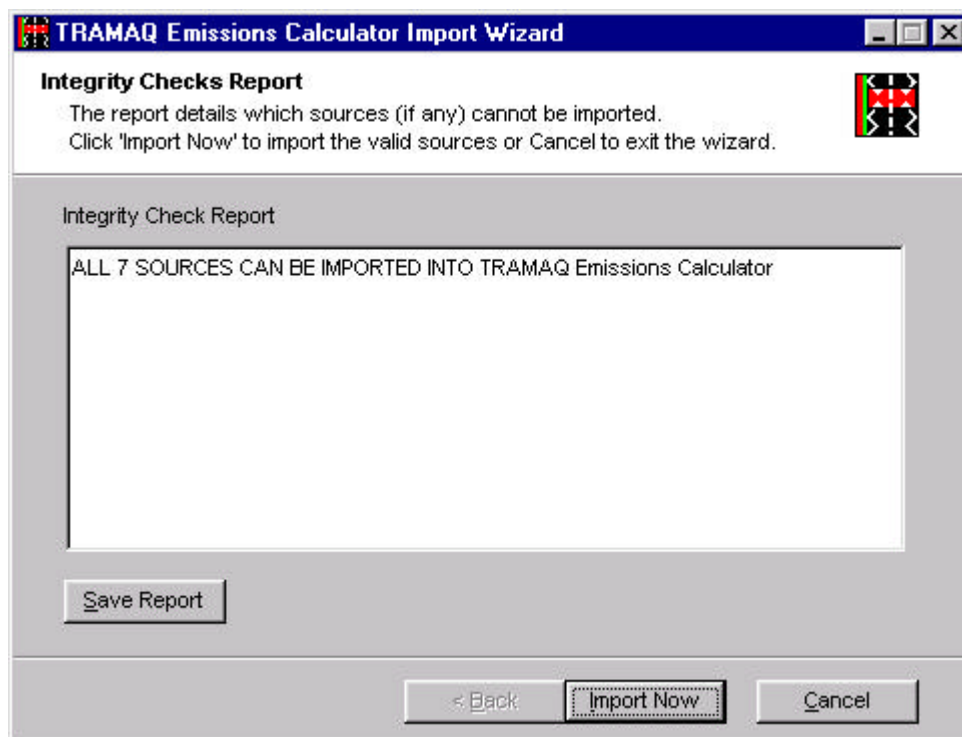 TRAMAQ Emissions Calculator Import Wizard
Integrity Checks Report
The report details which sources (if any) cannot be imported.
Click 'Import Now' to import the valid sources or Cancel to exit the wizard.
Integrity Check Report
ALL 7 SOURCES CAN BE IMPORTED INTO TRAMAQ Emissions Calculator
Save Report
< Back
Import Now
Cancel